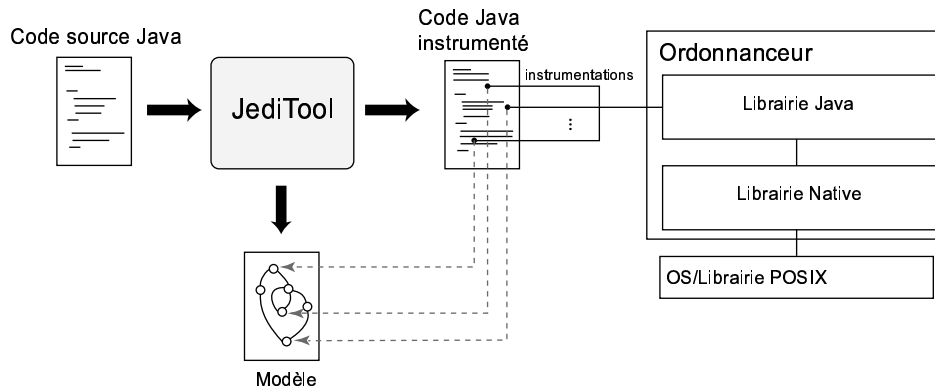 Code source Java
JediTool
Code Java
instrumenté
instrumentations
...
Ordonnanceur
Librairie Java
Librairie Native
OS/Librairie POSIX
Modèle